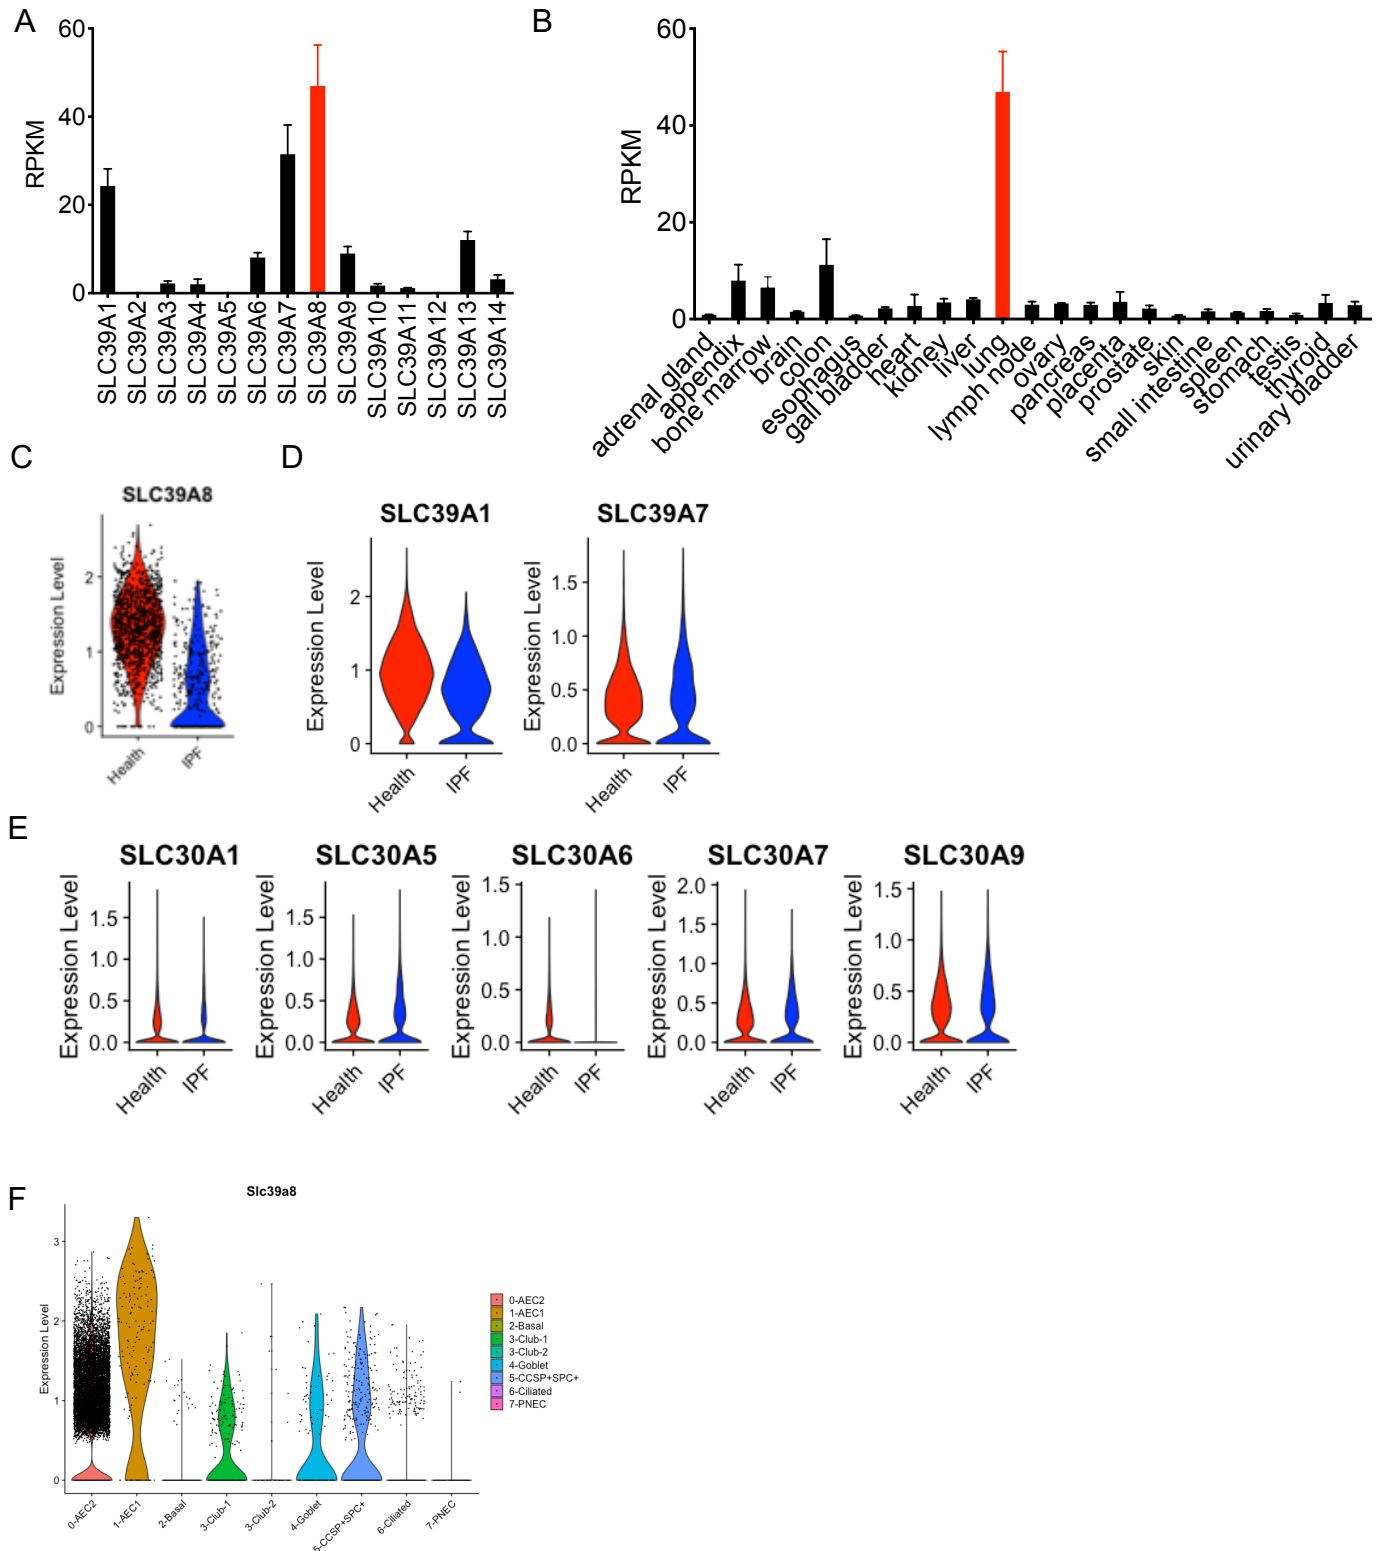 A
60
40
20
0
RPKM
SLC39A1
SLC39A2
SLC39A3
SLC39A4
SLC39A5
SLC39A6
SLC39A7
SLC39A8
SLC39A9
SLC39A10
SLC39A11
SLC39A12
SLC39A13
SLC39A14
B
60
40
20
0
RPKM
adrenal gland
appendix
bone marrow
brain
colon
esophagus
gall bladder
heart
kidney
liver
lung
lymph node
ovary
pancreas
placenta
prostate
skin
small intestine
spleen
stomach
testis
thyroid
urinary bladder
C
SLC39A8
Expression Level
2
1
0
Health
IPF
D
SLC39A1
Expression Level
2
1
0
Health
IPF
SLC39A7
Expression Level
1.5
1.0
0.5
0.0
Health
IPF
E
SLC30A1
Expression Level
1.5
1.0
0.5
0.0
Health
IPF
SLC30A5
Expression Level
1.5
1.0
0.5
0.0
Health
IPF
SLC30A6
Expression Level
1.5
1.0
0.5
0.0
Health
IPF
SLC30A7
Expression Level
2.0
1.5
1.0
0.5
0.0
Health
IPF
SLC30A9
Expression Level
1.5
1.0
0.5
0.0
Health
IPF
F
Slc39a8
Expression Level
3
2
1
0
0-AEC2
1-AEC1
2-Basal
3-Club-1
3-Club-2
4-Goblet
5-CCSP+SPC+
6-Ciliated
7-PNEC
0-AEC2
1-AEC1
2-Basal
3-Club-1
3-Club-2
4-Goblet
5-CCSP+SPC+
6-Ciliated
7-PNEC